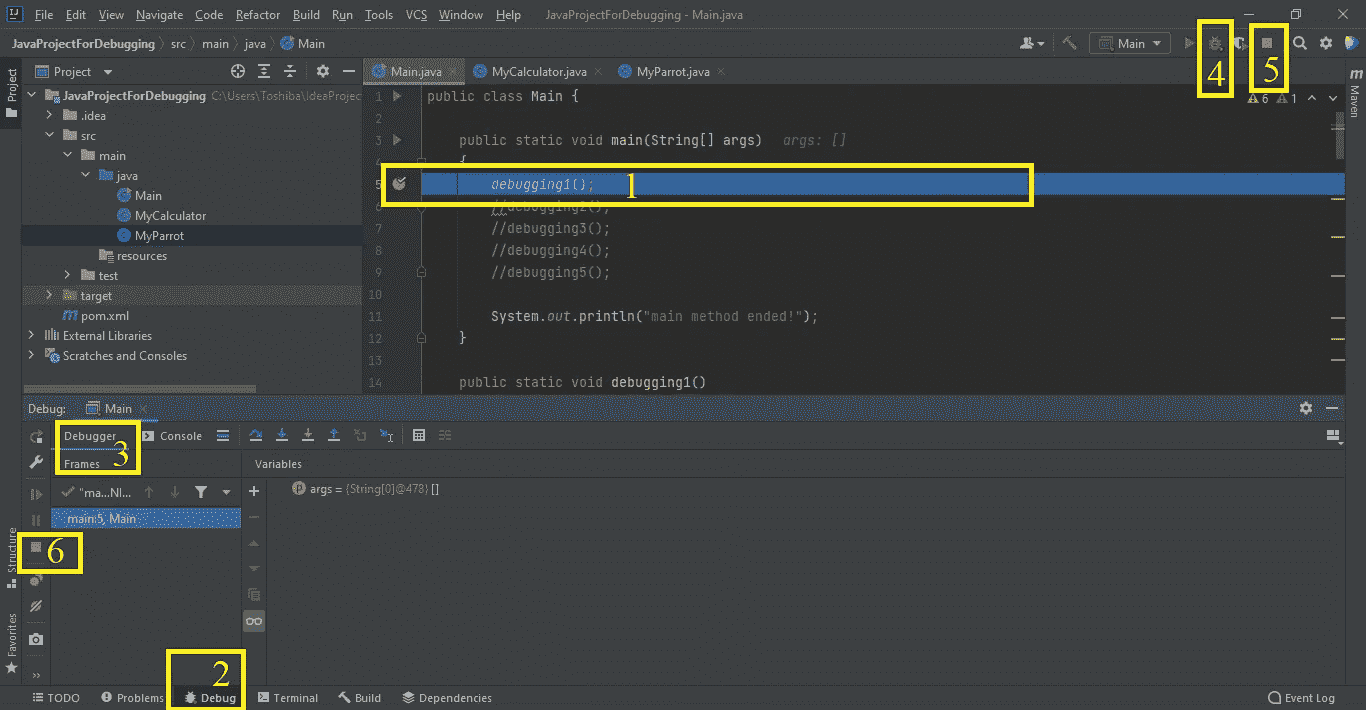 File Edit View Navigate Code Refactor Build Run Tools VCS Window Help JavaProjectForDebugging - Main.java
JavaProjectForDebugging src main java Main
Main
4
5
Project
Main.java
MyCalculator.java
MyParrot.java
JavaProjectForDebugging C:\Users\Toshiba\IdeaProjec
.idea
src
main
java
Main
MyCalculator
MyParrot
resources
test
target
pom.xml
External Libraries
Scratches and Consoles
6 1
1 public class Main {
2
3 public static void main(String[] args) args: []
4 {
5 debugging1(); 1
6 //debugging2();
7 //debugging3();
8 //debugging4();
9 //debugging5();
10
11 System.out.println("main method ended!");
12 }
13
14 public static void debugging1()
Project
Structure
Favorites
m
Maven
Debug: Main
Debugger Console
3
Frames
Variables
"ma...NI...
main:5, Main
args = {String[0]@478} []
6
2
TODO Problems Debug Terminal Build Dependencies Event Log